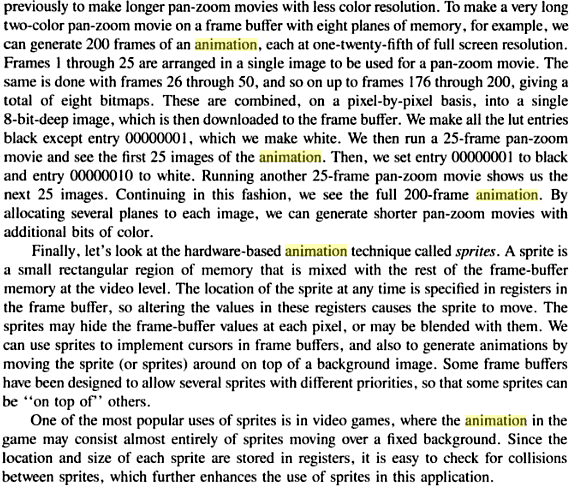 previously to make longer pan-zoom movies with less color resolution. To make a very long
two-color pan-zoom movie on a frame buffer with eight planes of memory, for example, we
can generate 200 frames of an animation, each at one-twenty-fifth of full screen resolution.
Frames 1 through 25 are arranged in a single image to be used for a pan-zoom movie. The
same is done with frames 26 through 50, and so on up to frames 176 through 200, giving a
total of eight bitmaps. These are combined, on a pixel-by-pixel basis, into a single
8-bit-deep image, which is then downloaded to the frame buffer. We make all the lut entries
black except entry 00000001, which we make white. We then run a 25-frame pan-zoom
movie and see the first 25 images of the animation. Then, we set entry 00000001 to black
and entry 00000010 to white. Running another 25-frame pan-zoom movie shows us the
next 25 images. Continuing in this fashion, we see the full 200-frame animation. By
allocating several planes to each image, we can generate shorter pan-zoom movies with
additional bits of color.
Finally, let's look at the hardware-based animation technique called sprites. A sprite is
a small rectangular region of memory that is mixed with the rest of the frame-buffer
memory at the video level. The location of the sprite at any time is specified in registers in
the frame buffer, so altering the values in these registers causes the sprite to move. The
sprites may hide the frame-buffer values at each pixel, or may be blended with them. We
can use sprites to implement cursors in frame buffers, and also to generate animations by
moving the sprite (or sprites) around on top of a background image. Some frame buffers
have been designed to allow several sprites with different priorities, so that some sprites can
be "on top of" others.
One of the most popular uses of sprites is in video games, where the animation in the
game may consist almost entirely of sprites moving over a fixed background. Since the
location and size of each sprite are stored in registers, it is easy to check for collisions
between sprites, which further enhances the use of sprites in this application.